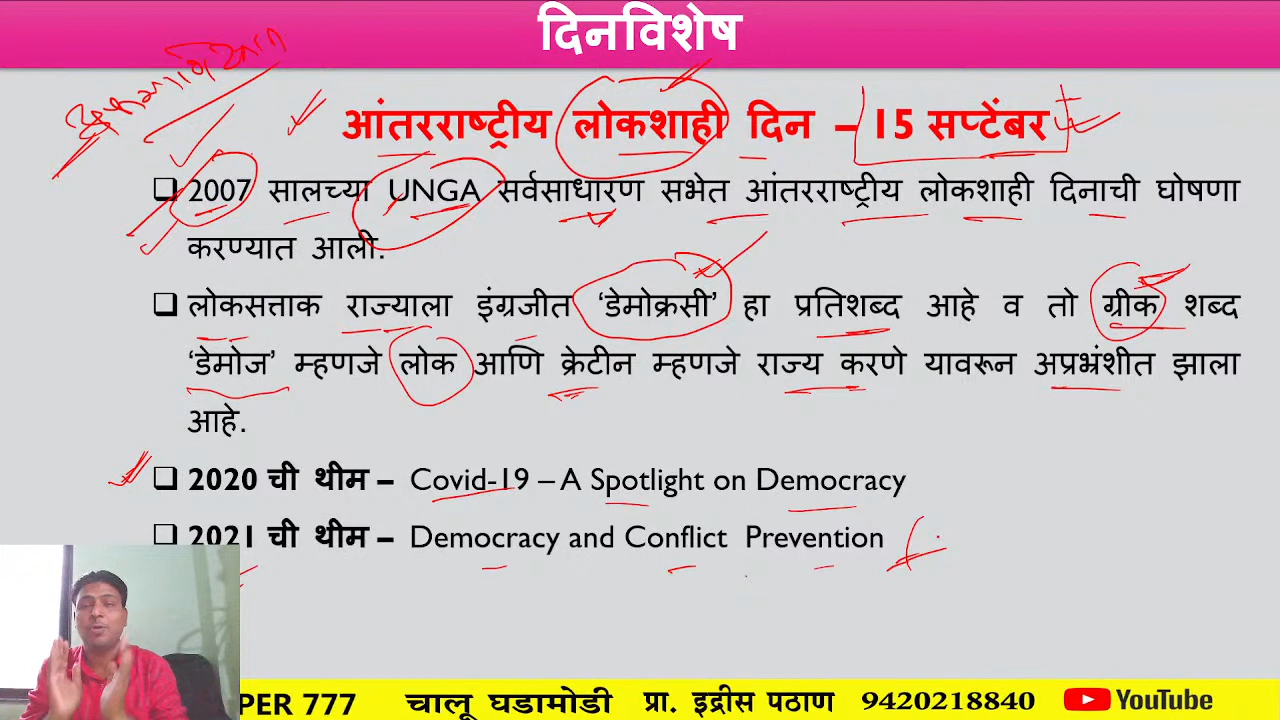 दिनविशेष
आंतरराष्ट्रीय लोकशाही दिन – 15 सप्टेंबर
❑ 2007 सालच्या UNGA सर्वसाधारण सभेत आंतरराष्ट्रीय लोकशाही दिनाची घोषणा
करण्यात आली.
❑ लोकसत्ताक राज्याला इंग्रजीत ‘डेमोक्रसी’ हा प्रतिशब्द आहे व तो ग्रीक शब्द
‘डेमोज’ म्हणजे लोक आणि क्रेटीन म्हणजे राज्य करणे यावरून अपभ्रंशीत झाला
आहे.
❑ 2020 ची थीम – Covid-19 – A Spotlight on Democracy
❑ 2021 ची थीम – Democracy and Conflict Prevention
PER 777 चालू घडामोडी प्रा. इद्रीस पठाण 9420218840 YouTube